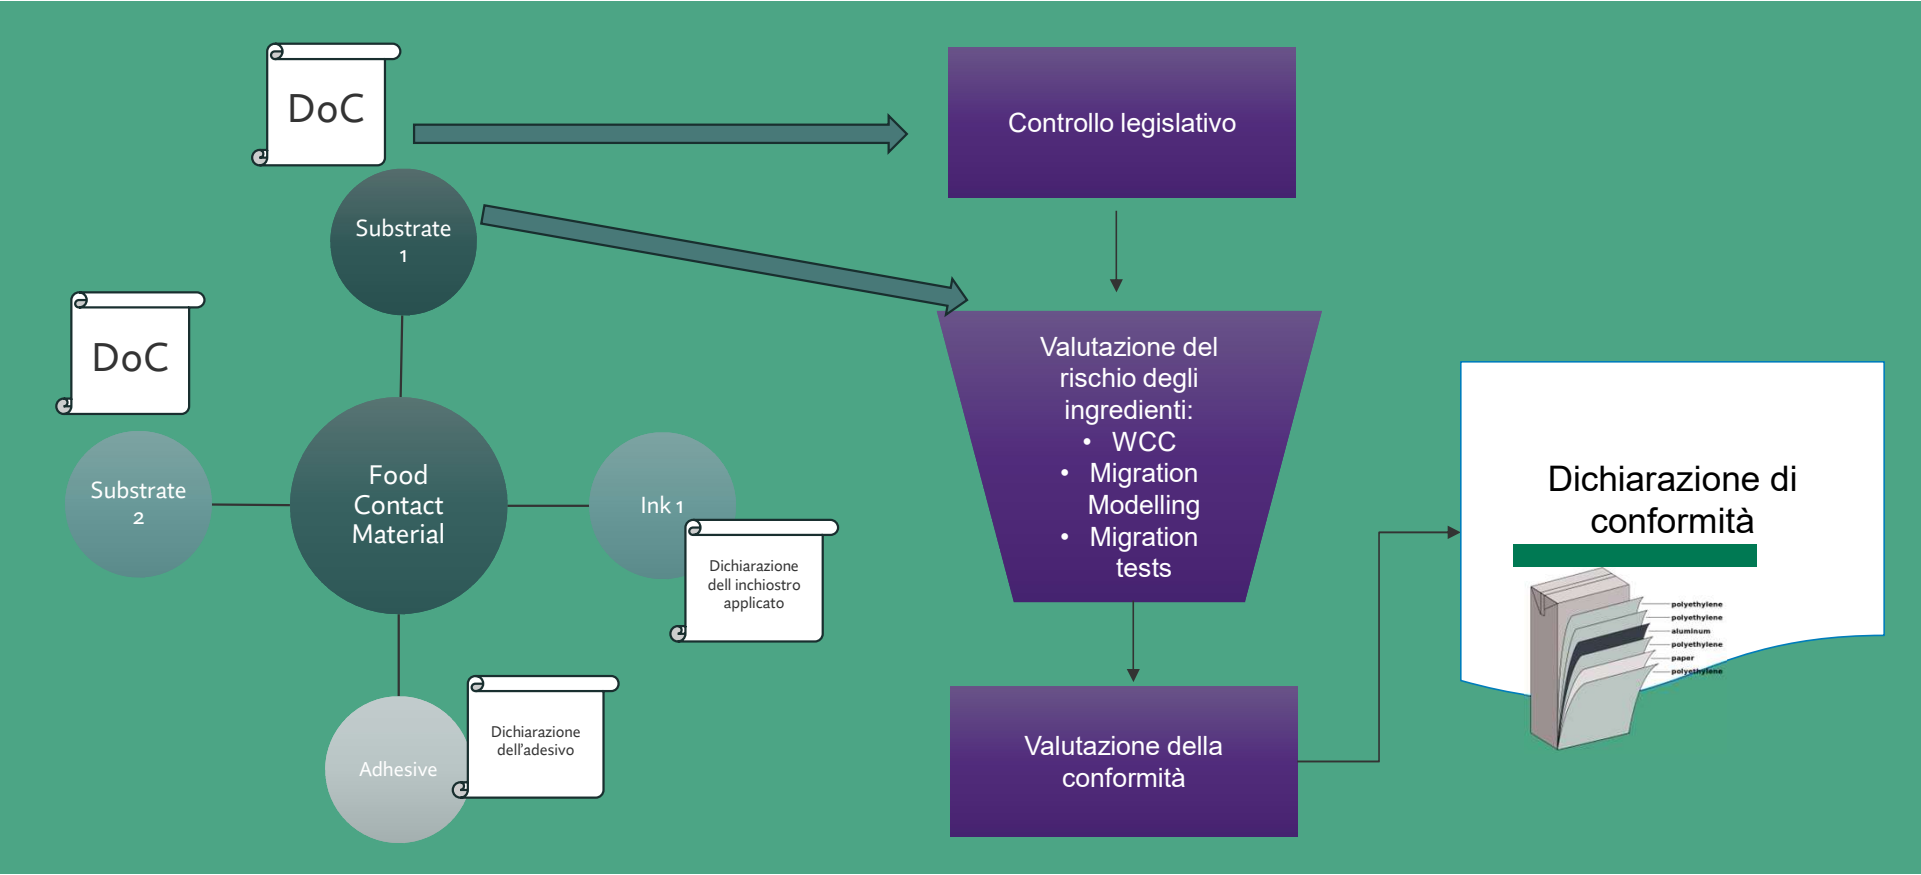 DoC
Substrate
1
DoC
Substrate
2
Food
Contact
Material
Ink 1
Dichiarazione
dell inchiostro
applicato
Adhesive
Dichiarazione
dell'adesivo
Controllo legislativo
Valutazione del
rischio degli
ingredienti:
• WCC
• Migration
Modelling
• Migration
tests
Valutazione della
conformità
Dichiarazione di
conformità
polyethylene
polyethylene
aluminum
polyethylene
paper
polyethylene